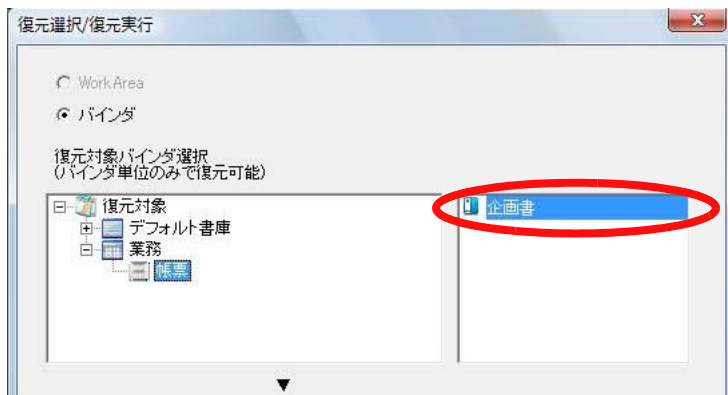 復元選択/復元実行
WorkArea
バインダ
復元対象バインダ選択
(バインダ単位のみで復元可能)
復元対象
デフォルト書庫
業務
帳票
企画書